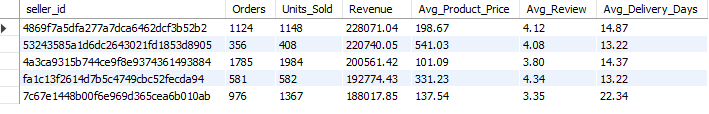 seller_id Orders Units_Sold Revenue Avg_Product_Price Avg_Review Avg_Delivery_Days
4869f7a5dfa277a7dca6462dcf3b52b2 1124 1148 228071.04 198.67 4.12 14.87
53243585a1d6dc2643021fd1853d8905 356 408 220740.05 541.03 4.08 13.22
4a3ca9315b744ce9f8e9374361493884 1785 1984 200561.42 101.09 3.80 14.37
fa1c13f2614d7b5c4749cbc52fecda94 581 582 192774.43 331.23 4.34 13.22
7c67e1448b00f6e969d365cea6b010ab 976 1367 188017.85 137.54 3.35 22.34